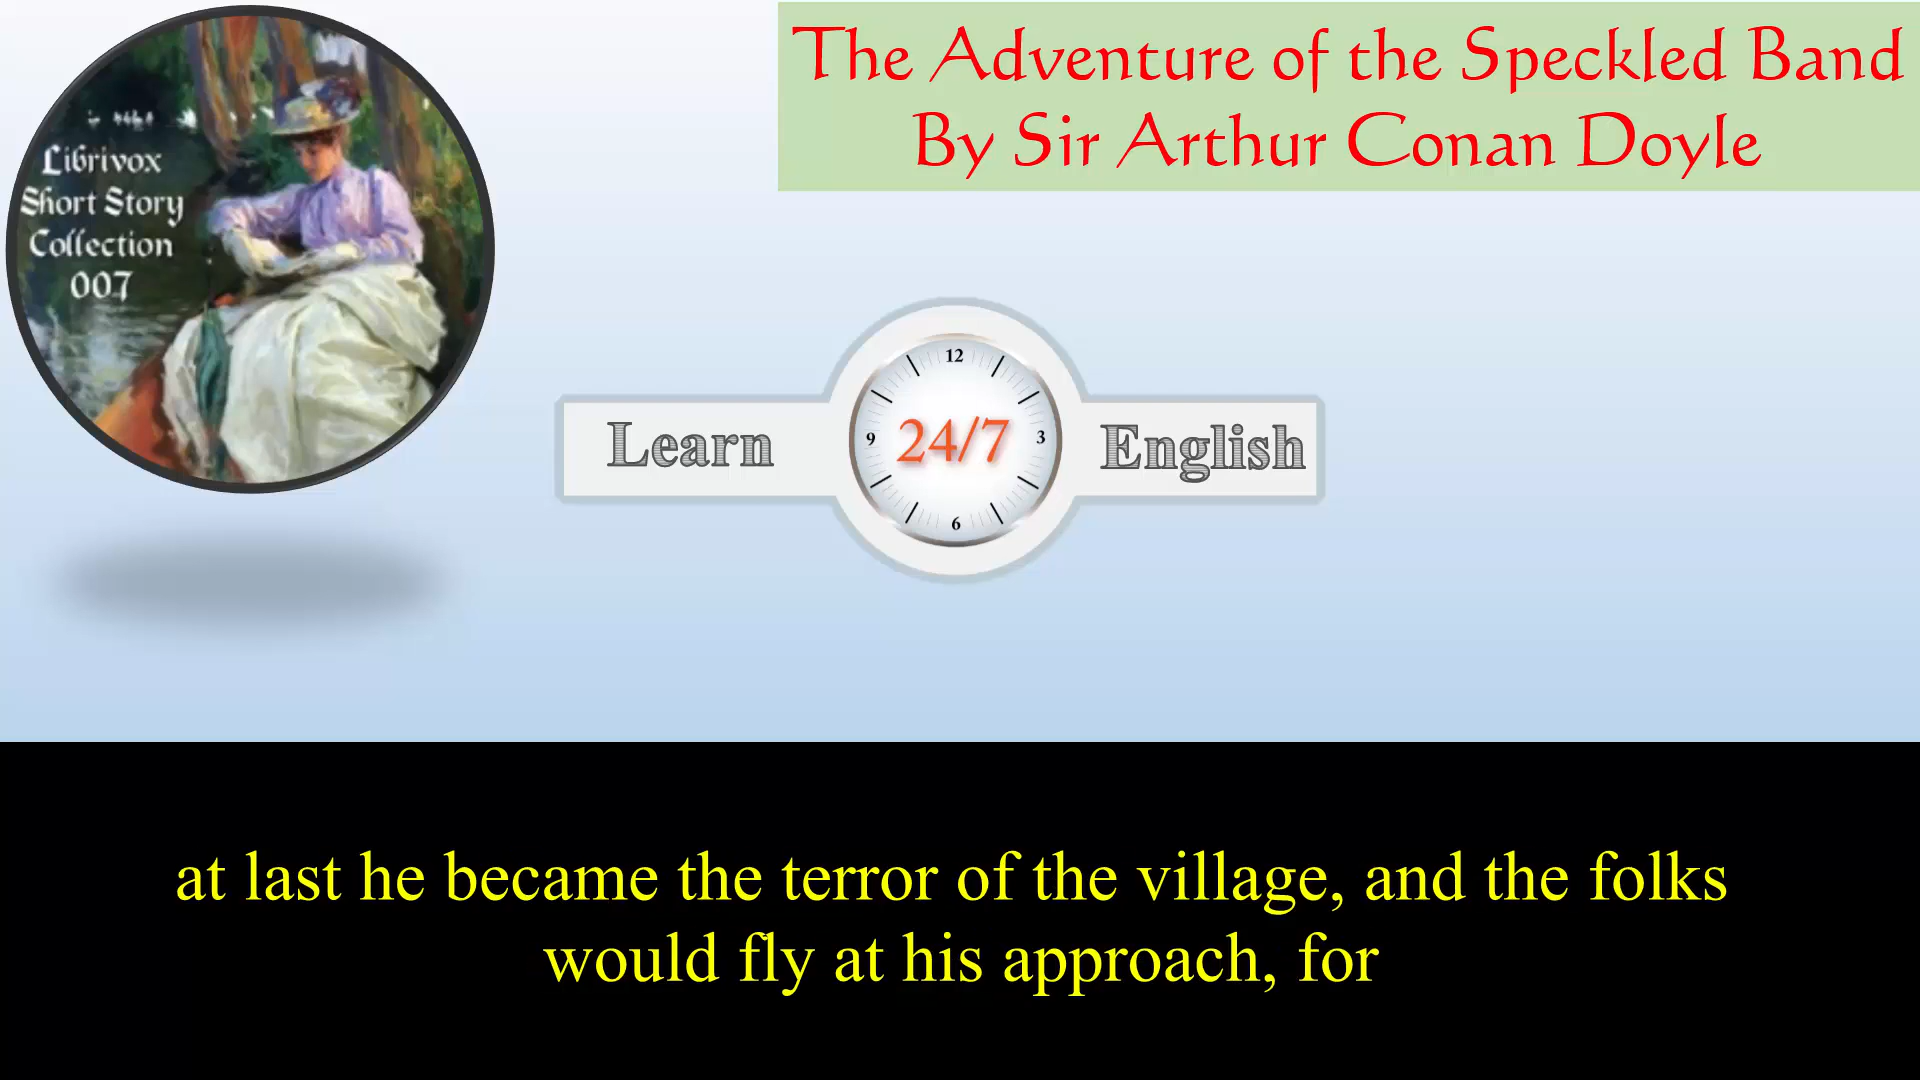 The Adventure of the Speckled Band
By Sir Arthur Conan Doyle
Librivox
Short Story
Collection
007
Learn
24/7
English
12
3
6
9
at last he became the terror of the village, and the folks
would fly at his approach, for